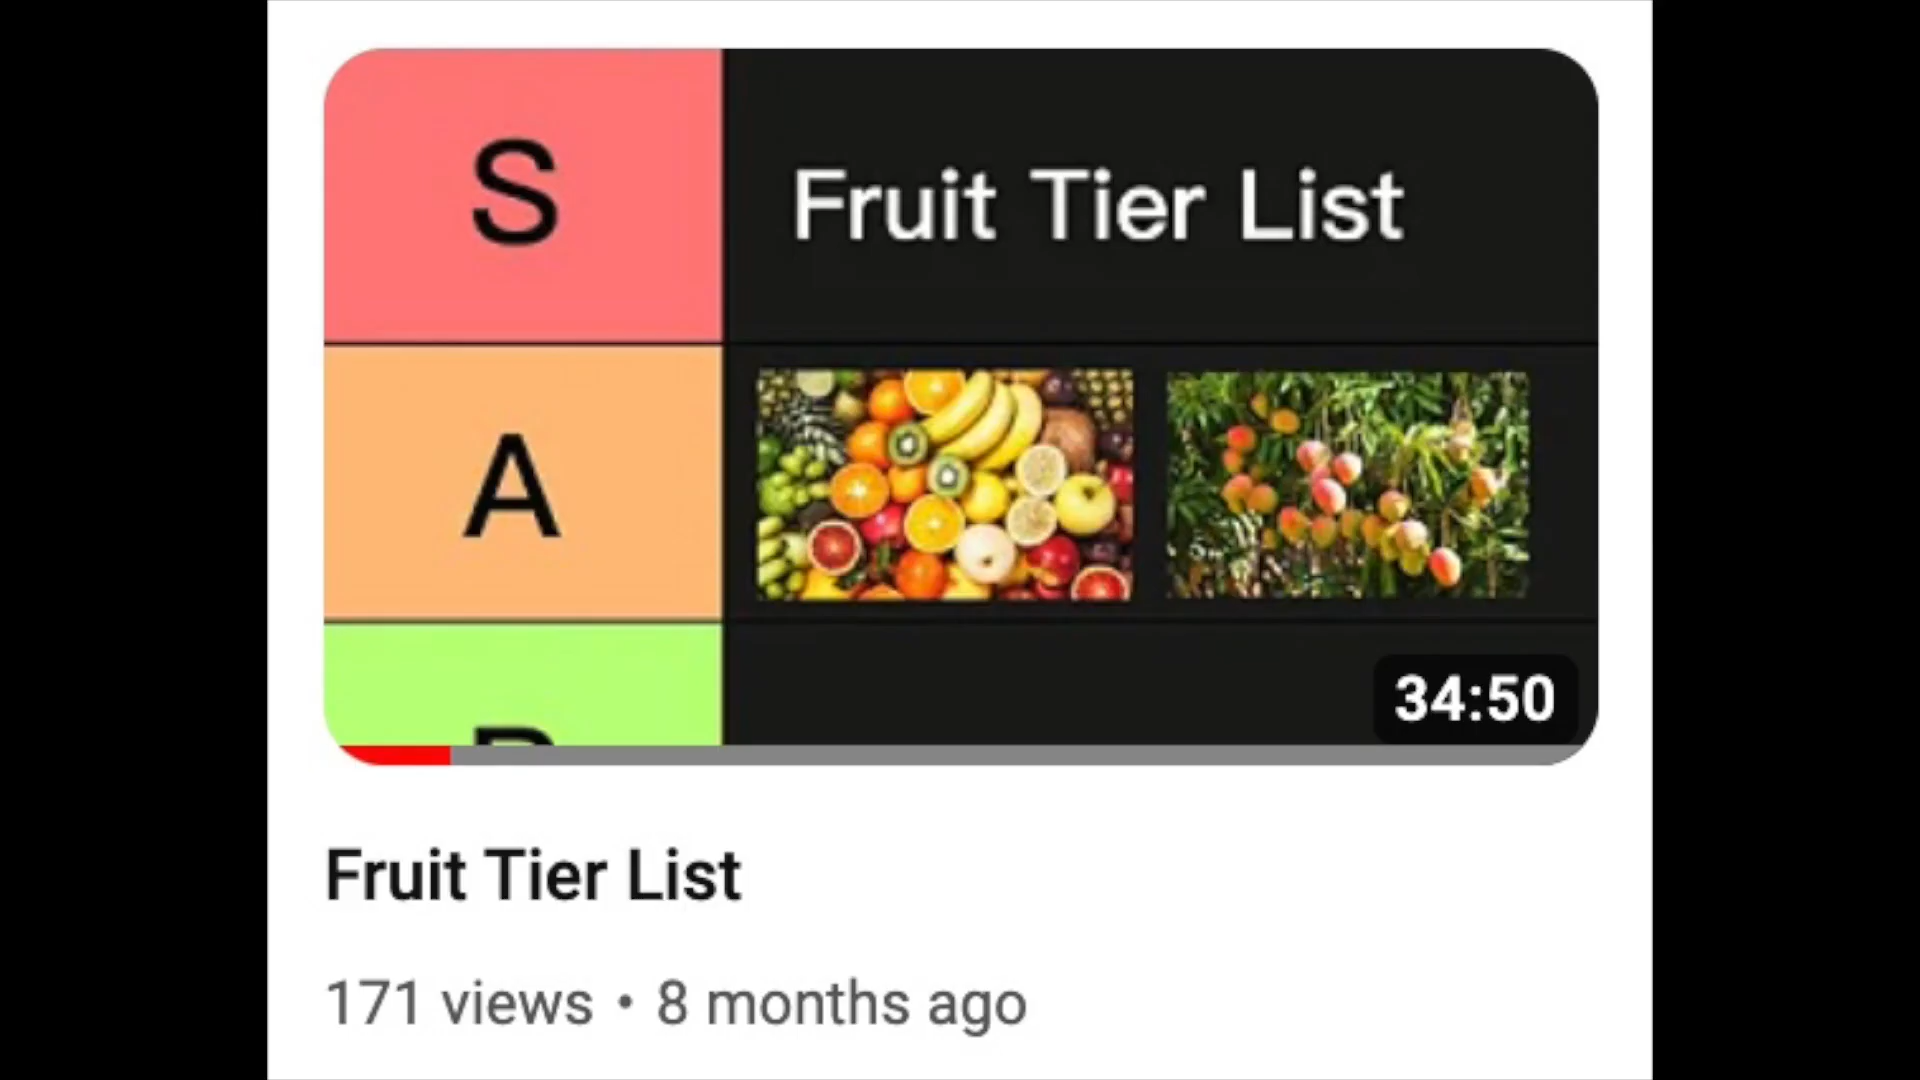 S
Fruit Tier List
A
34:50
Fruit Tier List
171 views • 8 months ago